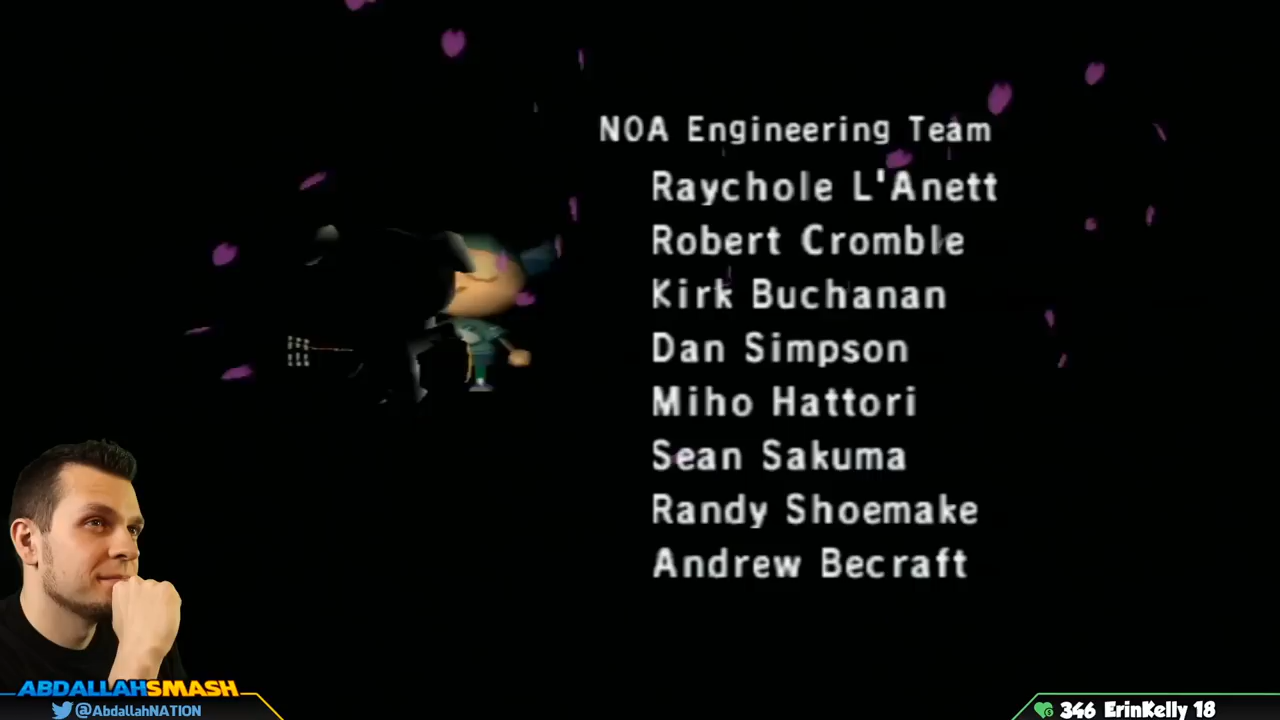 NOA Engineering Team
Raychole L'Anett
Robert Cromble
Kirk Buchanan
Dan Simpson
Miho Hattori
Sean Sakuma
Randy Shoemake
Andrew Becraft
ABDALLAHSMASH
@AbdallahNATION
346 ErinKelly 18